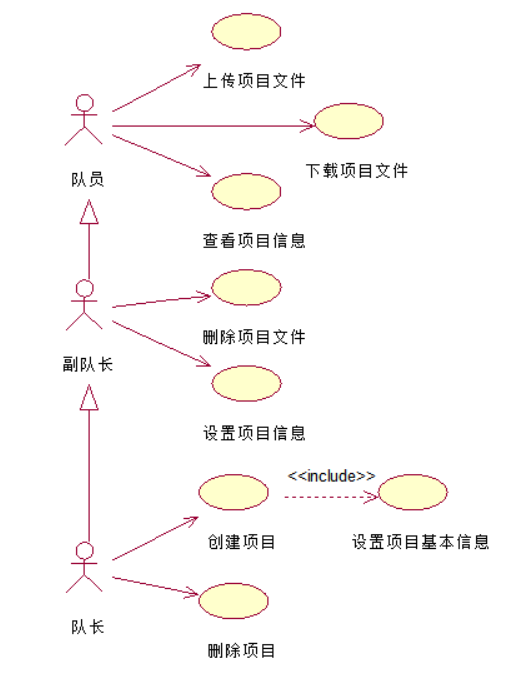 上传项目文件
下载项目文件
队员
查看项目信息
删除项目文件
副队长
设置项目信息
<<include>>
创建项目
设置项目基本信息
队长
删除项目